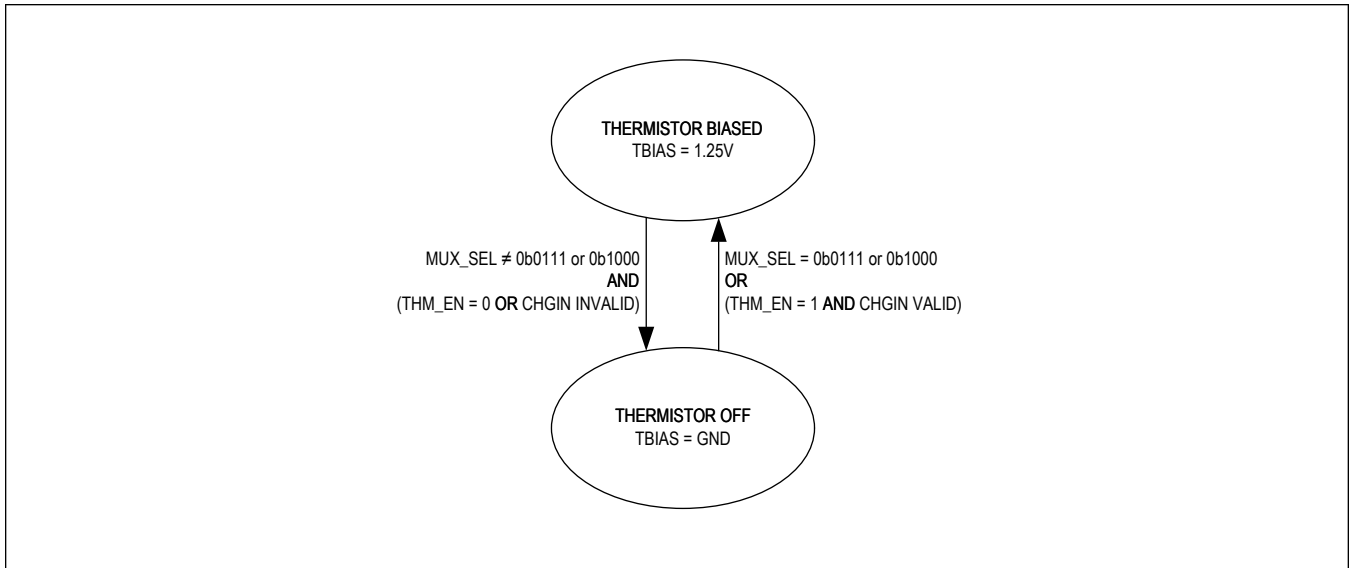 THERMISTOR BIASED
TBIAS = 1.25V
MUX_SEL ≠ 0b0111 or 0b1000
AND
(THM_EN = 0 OR CHGIN INVALID)
MUX_SEL = 0b0111 or 0b1000
OR
(THM_EN = 1 AND CHGIN VALID)
THERMISTOR OFF
TBIAS = GND